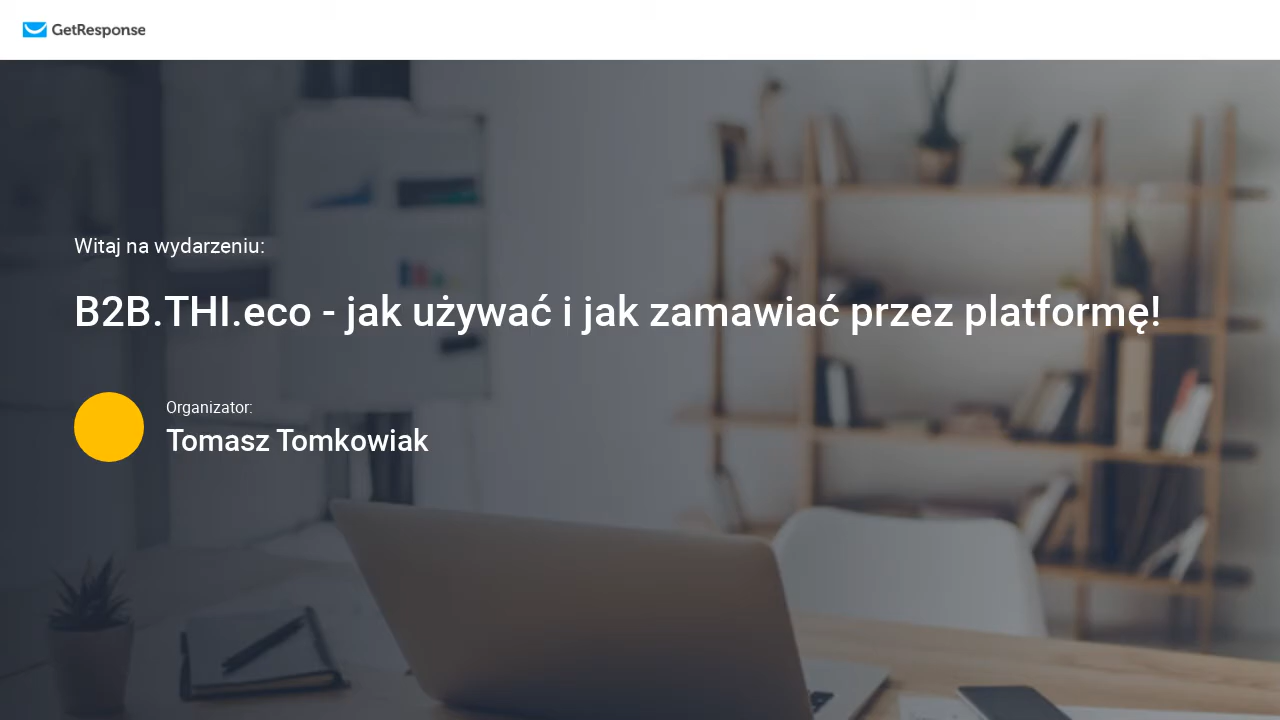 GetResponse
Witaj na wydarzeniu:
B2B.THI.eco - jak używać i jak zamawiać przez platformę!
Organizator:
Tomasz Tomkowiak